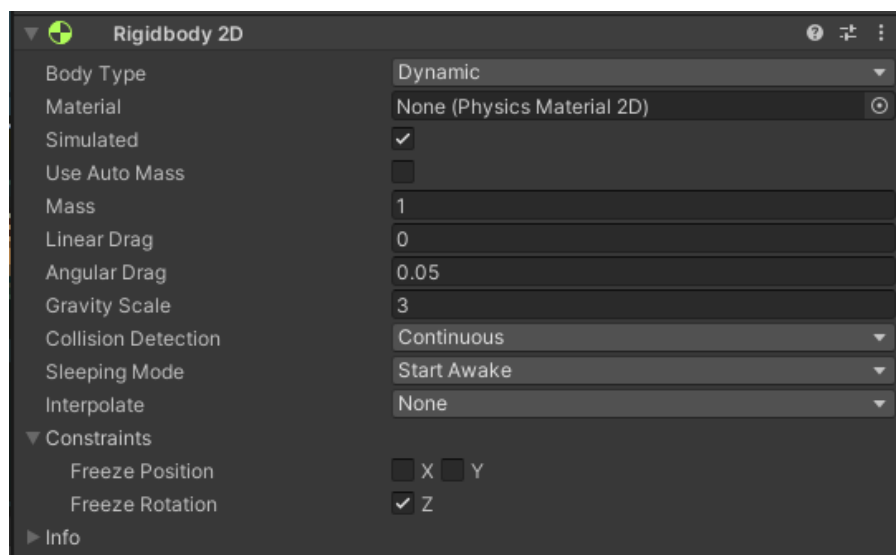 Rigidbody 2D
Body Type Dynamic
Material None (Physics Material 2D)
Simulated
Use Auto Mass
Mass 1
Linear Drag 0
Angular Drag 0.05
Gravity Scale 3
Collision Detection Continuous
Sleeping Mode Start Awake
Interpolate None
Constraints
Freeze Position X Y
Freeze Rotation Z
Info